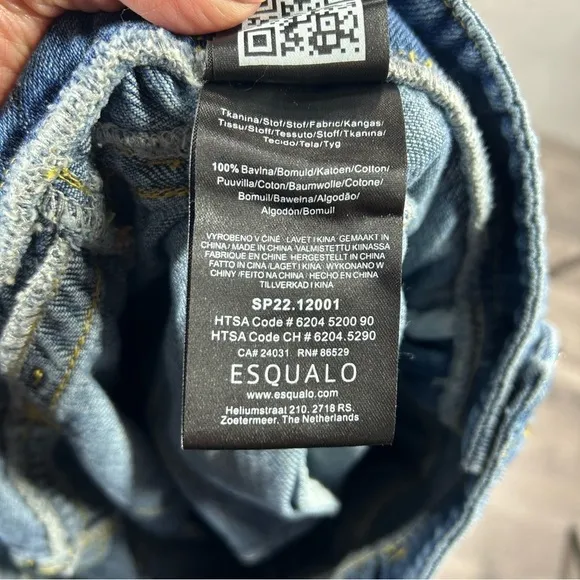 Tkanina/Stof/Stoff/Fabric/Kangas/
Tissu/Stoff/Tessuto/Stoff/Tkanina/
Tecido/Tela/Tyg
100% Bavlna/Bomuld/Katoen/Cotton/
Puuvilla/Coton/Baumwolle/Cotone/
Bomull/Bawełna/Algodão/
Algodón/Bomull
VYROBENO V ČÍNĚ LAVET I KINA GEMAAKT IN
CHINA/ MADE IN CHINA VALMISTETTU KIINASSA
FABRIQUE EN CHINE HERGESTELLT IN CHINA
FATTO IN CINA /LAGET I KINA WYKONANO W
CHINY /FEITO NA CHINA / HECHO EN CHINA
TILLVERKAD I KINA
SP22.12001
HTSA Code # 6204 5200 90
HTSA Code CH # 6204.5290
CA# 24031 RN# 86529
ESQUALO
www.esqualo.com
Heliumstraat 210. 2718 RS.
Zoetermeer, The Netherlands